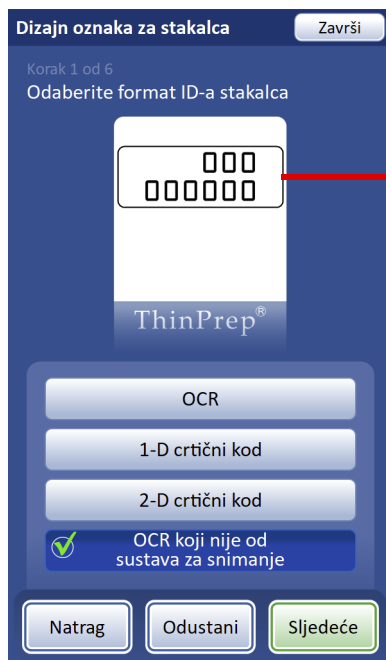 Dizajn oznaka za stakalca
Završi
Korak 1 od 6
Odaberite format ID-a stakalca
000
000000
ThinPrep®
OCR
1-D crtični kod
2-D crtični kod
OCR koji nije od
sustava za snimanje
Natrag
Odustani
Sljedeće